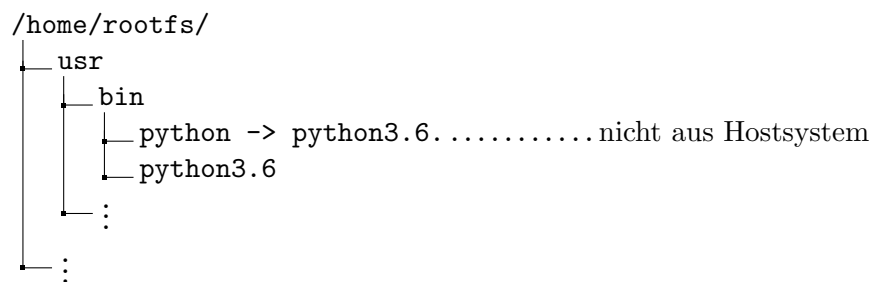 /home/rootfs/
usr
bin
python -> python3.6.............nicht aus Hostsystem
python3.6
⋮
⋮